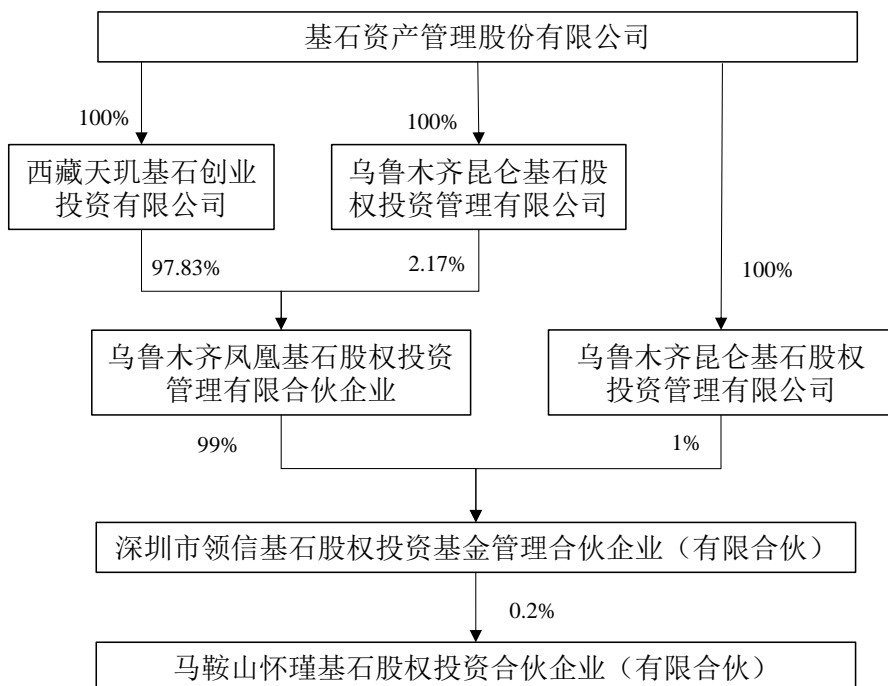 基石资产管理股份有限公司
100%
100%
西藏天玑基石创业
投资有限公司
乌鲁木齐昆仑基石股
权投资管理有限公司
97.83%
2.17%
100%
乌鲁木齐凤凰基石股权投资
管理有限合伙企业
乌鲁木齐昆仑基石股权
投资管理有限公司
99%
1%
深圳市领信基石股权投资基金管理合伙企业（有限合伙）
0.2%
马鞍山怀瑾基石股权投资合伙企业（有限合伙）